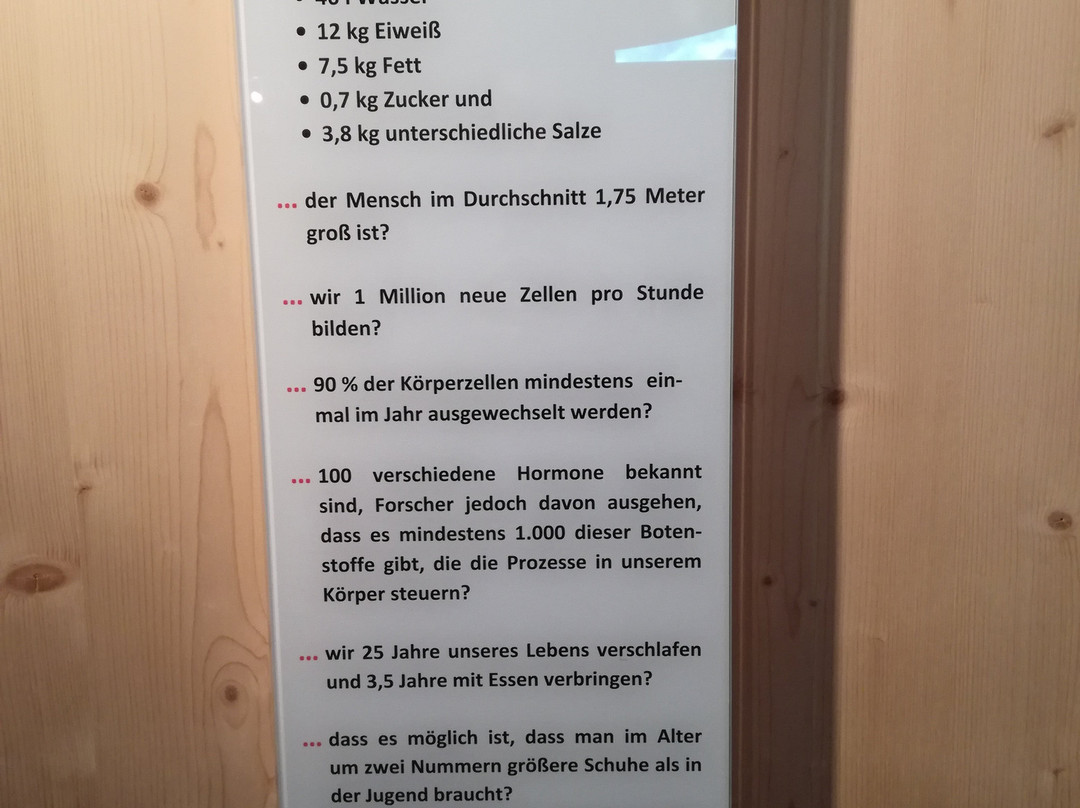 • 12 kg Eiweiß
• 7,5 kg Fett
• 0,7 kg Zucker und
• 3,8 kg unterschiedliche Salze
... der Mensch im Durchschnitt 1,75 Meter
groß ist?
... wir 1 Million neue Zellen pro Stunde
bilden?
... 90 % der Körperzellen mindestens ein-
mal im Jahr ausgewechselt werden?
... 100 verschiedene Hormone bekannt
sind, Forscher jedoch davon ausgehen,
dass es mindestens 1.000 dieser Boten-
stoffe gibt, die die Prozesse in unserem
Körper steuern?
... wir 25 Jahre unseres Lebens verschlafen
und 3,5 Jahre mit Essen verbringen?
... dass es möglich ist, dass man im Alter
um zwei Nummern größere Schuhe als in
der Jugend braucht?